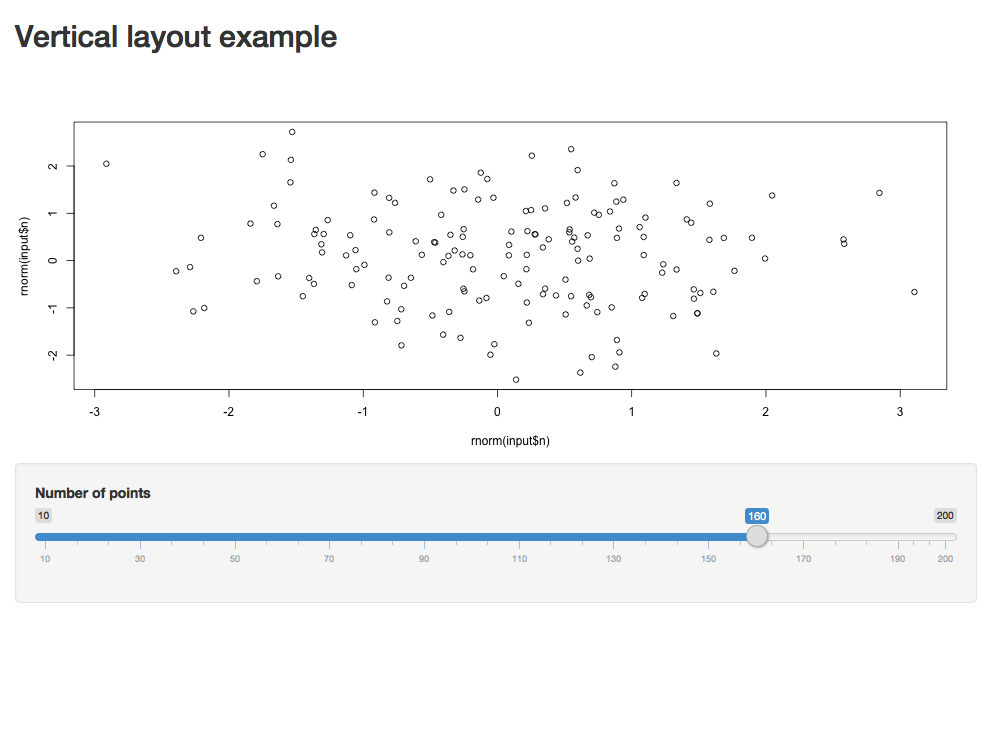 Vertical layout example
rnorm(input$n)
2
1
0
-1
-2
-3 -2 -1 0 1 2 3
rnorm(input$n)
Number of points
10 160 200
10 30 50 70 90 110 130 150 170 190 200